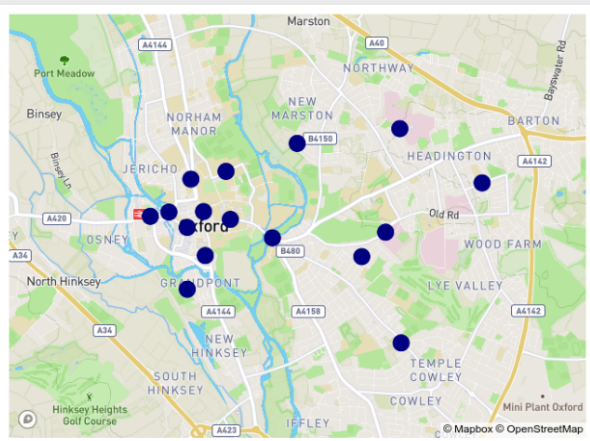 Marston
A4144
A40
Bayswater Rd
Port Meadow
NORTHWAY
NEW
MARSTON
Binsey
NORHAM
MANOR
B4150
BARTON
HEADINGTON
A4142
Binsey Ln
JERICHO
A420
Old Rd
xford
OSNEY
Y
WOOD FARM
A34
B480
North Hinksey
GRANDPONT
LYE VALLEY
A4144
A4158
A4142
A34
NEW
HINKSEY
TEMPLE
COWLEY
SOUTH
HINKSEY
COWLEY
Mini Plant Oxford
Hinksey Heights
Golf Course
IFFLEY
A423
C
© Mapbox © OpenStreetMap